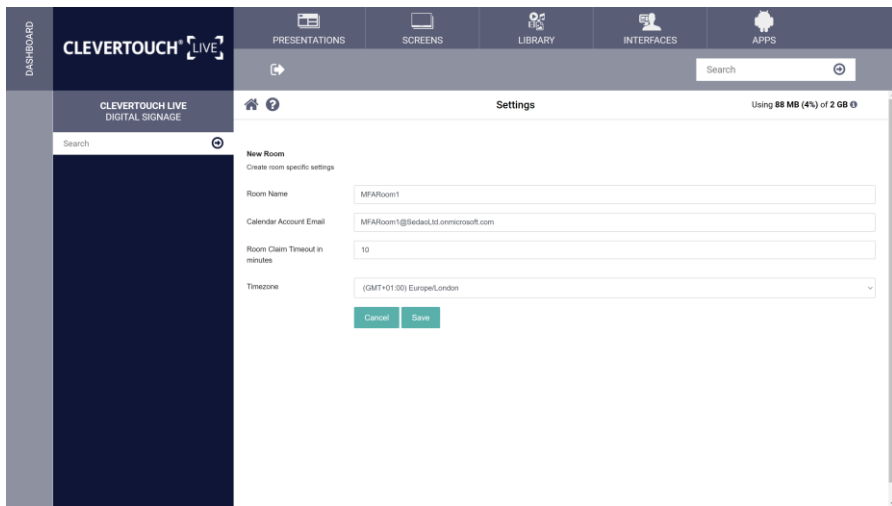 DASHBOARD
CLEVERTOUCH® LIVE
PRESENTATIONS
SCREENS
LIBRARY
INTERFACES
APPS
Search
CLEVERTOUCH LIVE
DIGITAL SIGNAGE
Search
Settings
Using 88 MB (4%) of 2 GB
New Room
Create room specific settings
Room Name
MFARoom1
Calendar Account Email
MFARoom1@SedaoLtd.onmicrosoft.com
Room Claim Timeout in
minutes
10
Timezone
(GMT+01:00) Europe/London
Cancel
Save